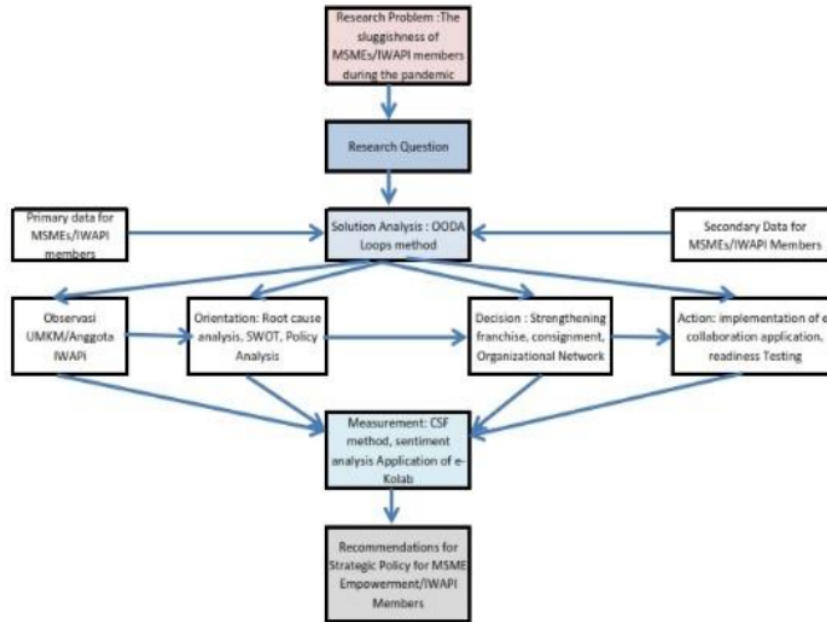 Research Problem :The
sluggishness of
MSMEs/IWAPI members
during the pandemic
Research Question
Primary data for
MSMEs/IWAPI
members
Solution Analysis : OODA
Loops method
Secondary Data for
MSMEs/IWAPI Members
Observasi
UMKM/Anggota
IWAPI
Orientation: Root cause
analysis, SWOT, Policy
Analysis
Decision : Strengthening
franchise, consignment,
Organizational Network
Action: implementation of e-
collaboration application,
readiness Testing
Measurement: CSF
method, sentiment
analysis Application of e-
Kolab
Recommendations for
Strategic Policy for MSME
Empowerment/IWAPI
Members